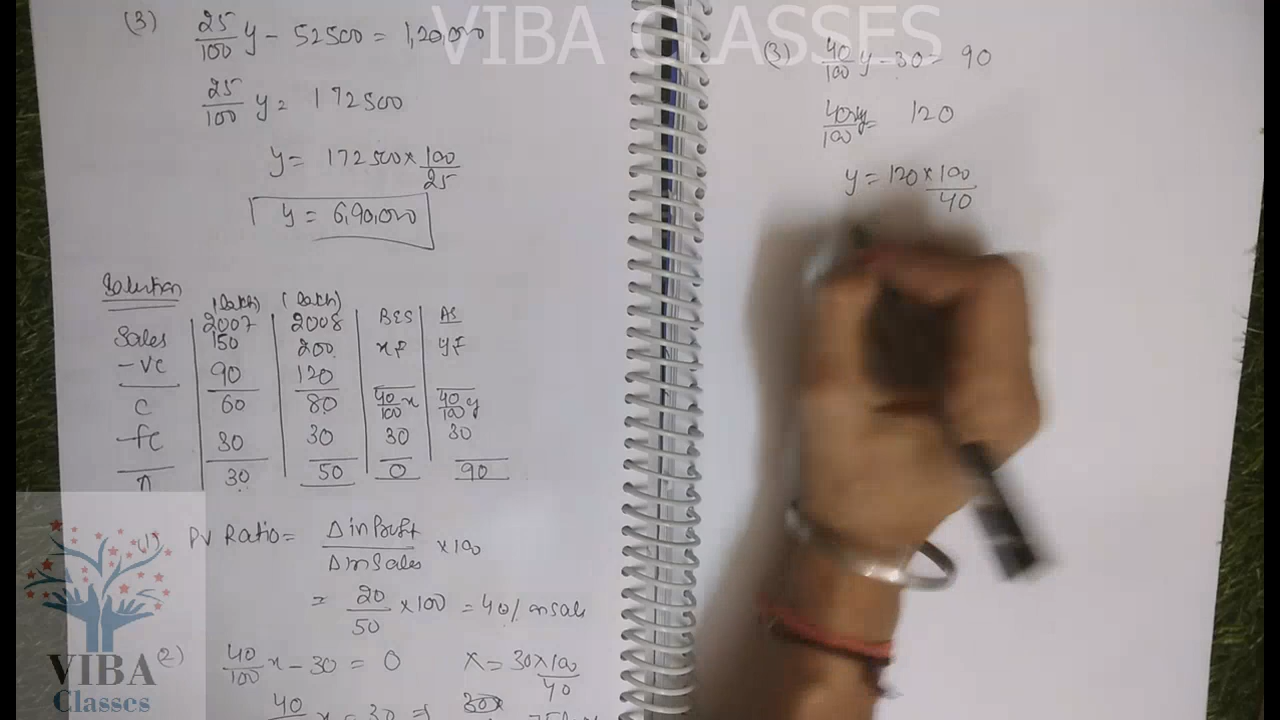 VIBA CLASSES
(3) 25/100 y - 52500 = 1,20,000
25/100 y = 172500
y = 172500 × 100/25
y = 6,90,000
Solution
(Lakh) (Lakh)
2007 2008 BES AS
Sales 150 200 x₹ y₹
-VC 90 120
C 60 80 40/100 x 40/100 y
-FC 30 30 30 30
π 30 50 0 90
(1) PV Ratio = Δ in Profit / Δ in Sales × 100
= 20/50 × 100 = 40% on sale
(2) 40/100 x - 30 = 0 x = 30×100/40
40 x = 30 ⇒
(3) 40/100 y - 30 = 90
40/100 y = 120
y = 120 × 100/40
VIBA
Classes